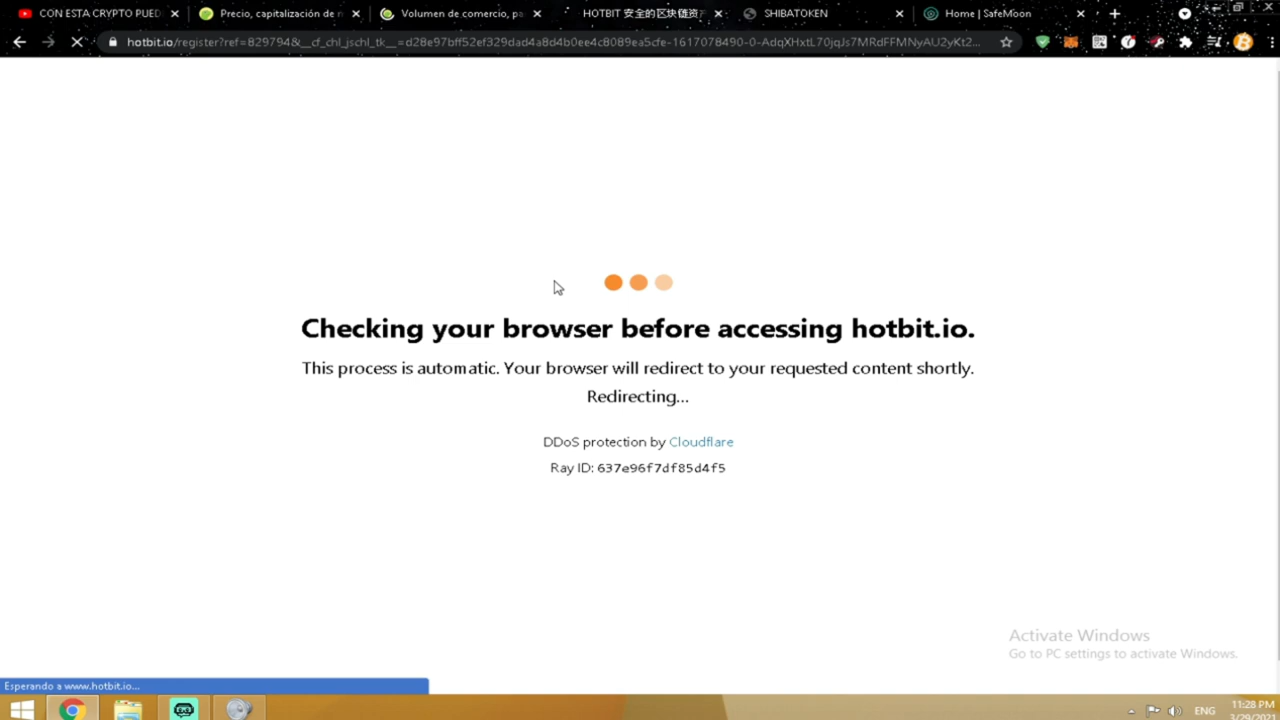 CON ESTA CRYPTO PUED
Precio, capitalización de n
Volumen de comercio, pa
HOTBIT 安全的区块链资产
SHIBATOKEN
Home | SafeMoon
hotbit.io/register?ref=829794&__cf_chl_jschl_tk__=d28e97bff52ef329dad4a8d4b0ee4c8089ea5cfe-1617078490-0-AdqXHxtL70jqJs7MRdFFMNyAU2yKt2...
Checking your browser before accessing hotbit.io.
This process is automatic. Your browser will redirect to your requested content shortly.
Redirecting...
DDoS protection by Cloudflare
Ray ID: 637e96f7df85d4f5
Activate Windows
Go to PC settings to activate Windows.
Esperando a www.hotbit.io...
ENG
11:28 PM
3/29/2021